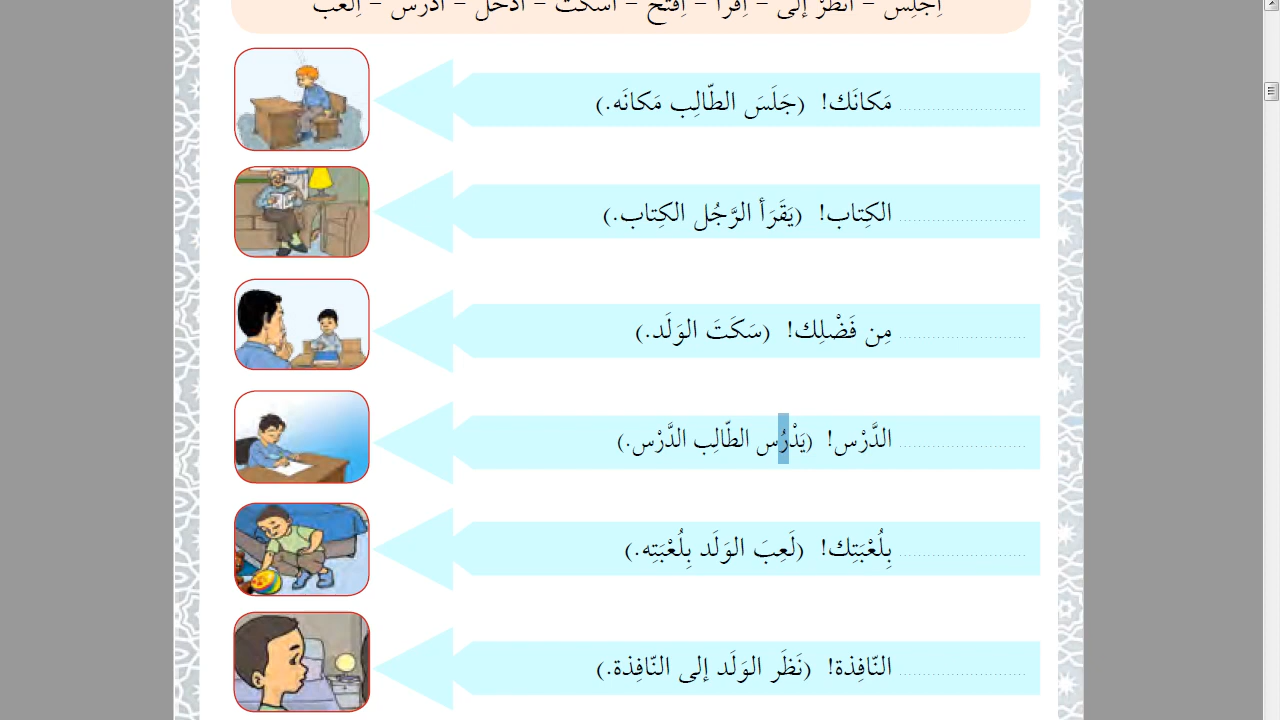 اِجْلِسْ – اُنْظُرْ إلى – اِقْرَأْ – اِفْتَحْ – اُسْكُتْ – اُدْخُلْ – اُدْرُسْ – اِلْعَبْ
.......................... مَكانَك! (جَلَسَ الطّالِب مَكانَه.)
.......................... الكِتاب! (يَقَرَأ الرَّجُل الكِتاب.)
.......................... مِن فَضْلِك! (سَكَتَ الوَلَد.)
.......................... الدَّرْس! (يَدْرُس الطّالِب الدَّرْس.)
.......................... بِلُعْبَتِك! (لَعِبَ الوَلَد بِلُعْبَتِه.)
.......................... النّافِذة! (نَظَر الوَلَد إلى النّافِذة.)